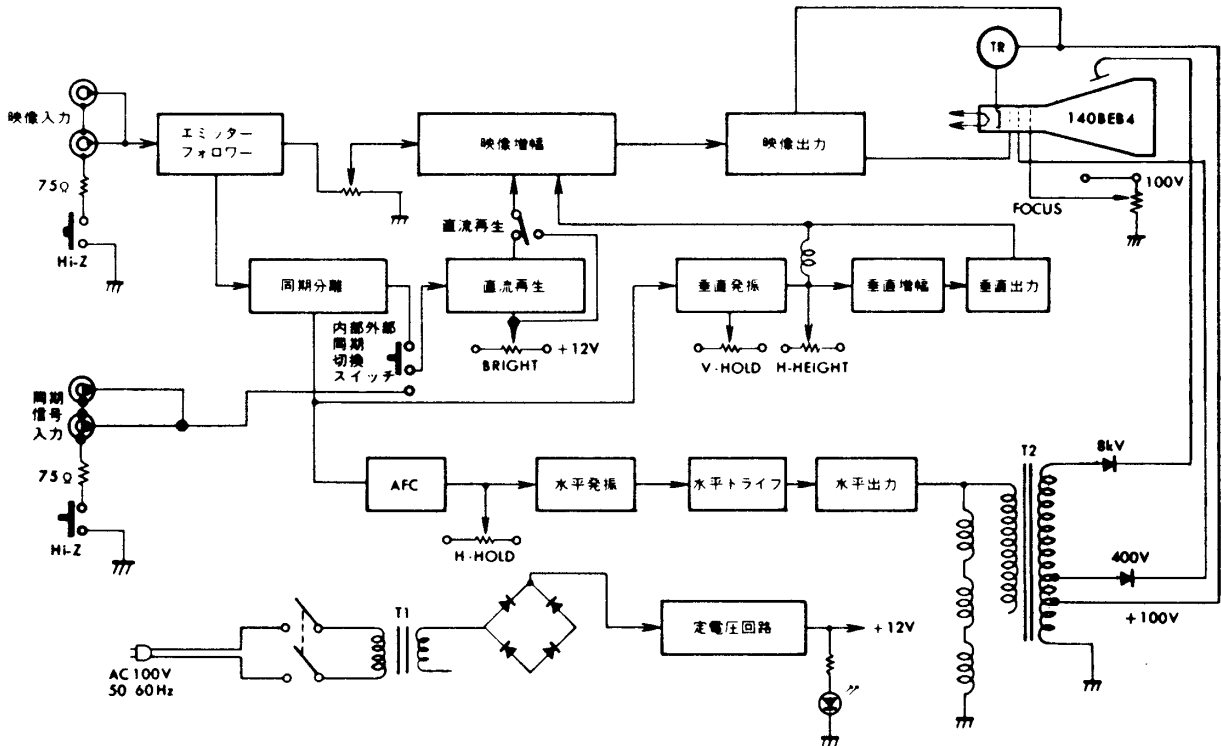 TR
140BEB4
映像入力
エミッター
フォロワー
映像増幅
映像出力
75Ω
Hi-Z
100V
FOCUS
直流再生
同期分離
直流再生
垂直発振
垂直増幅
垂直出力
内部外部
同期
切換
スイッチ
BRIGHT
+12V
V-HOLD
H-HEIGHT
同期
信号
入力
75Ω
Hi-Z
AFC
水平発振
水平トライフ
水平出力
T2
8kV
H-HOLD
400V
+100V
T1
定電圧回路
+12V
AC 100V
50 60Hz